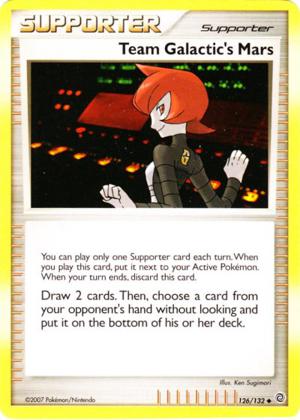 SUPPORTER
Supporter
Team Galactic's Mars
You can play only one Supporter card each turn. When
you play this card, put it next to your Active Pokémon.
When your turn ends, discard this card.
Draw 2 cards. Then, choose a card from
your opponent's hand without looking and
put it on the bottom of his or her deck.
Illus. Ken Sugimori
©2007 Pokémon/Nintendo
126/132